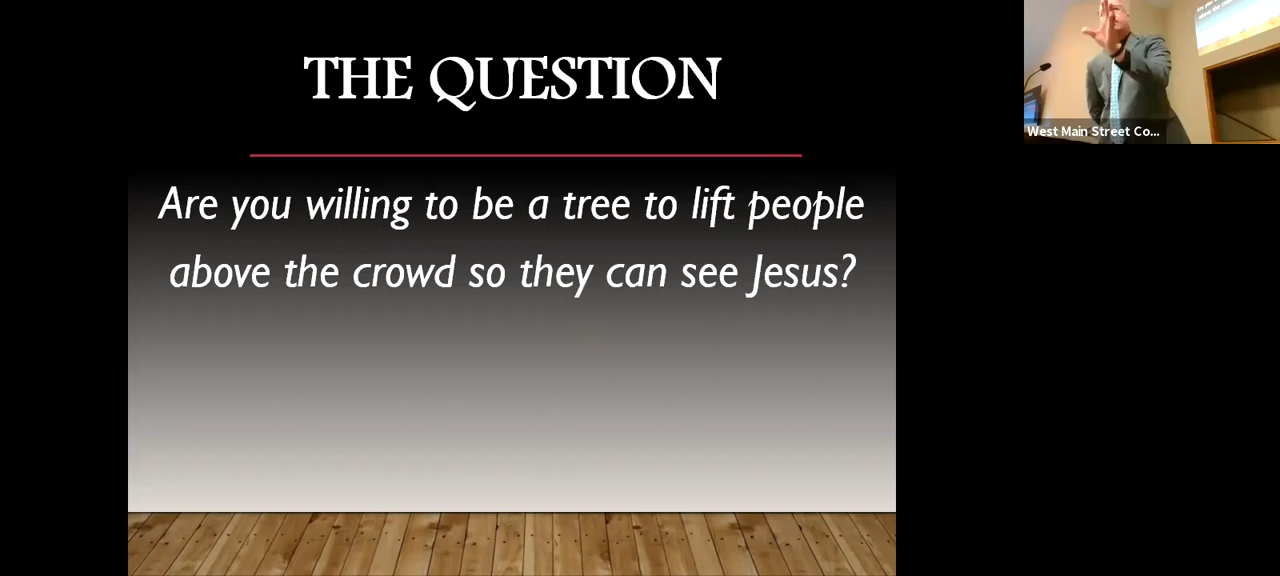 THE QUESTION
Are you willing to be a tree to lift people
above the crowd so they can see Jesus?
West Main Street Co...